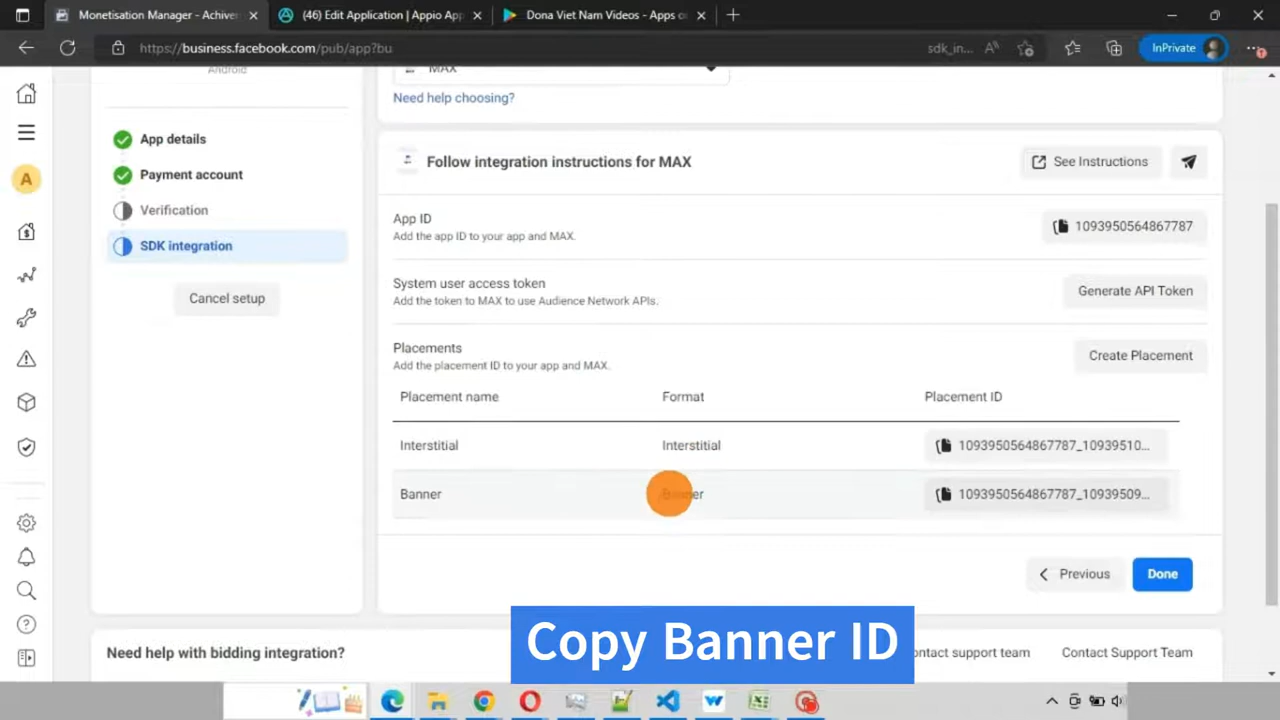 Monetisation Manager - Achiver
(46) Edit Application | Appio App
Dona Viet Nam Videos - Apps o
https://business.facebook.com/pub/app?bu
sdk_in...
InPrivate
Android
MAX
Need help choosing?
App details
Payment account
Verification
SDK integration
Cancel setup
Follow integration instructions for MAX
See Instructions
App ID
Add the app ID to your app and MAX.
1093950564867787
System user access token
Add the token to MAX to use Audience Network APIs.
Generate API Token
Placements
Add the placement ID to your app and MAX.
Create Placement
Placement name
Format
Placement ID
Interstitial
Interstitial
1093950564867787_10939510...
Banner
Banner
1093950564867787_10939509...
Previous
Done
A
Need help with bidding integration?
ontact support team
Contact Support Team
Copy Banner ID